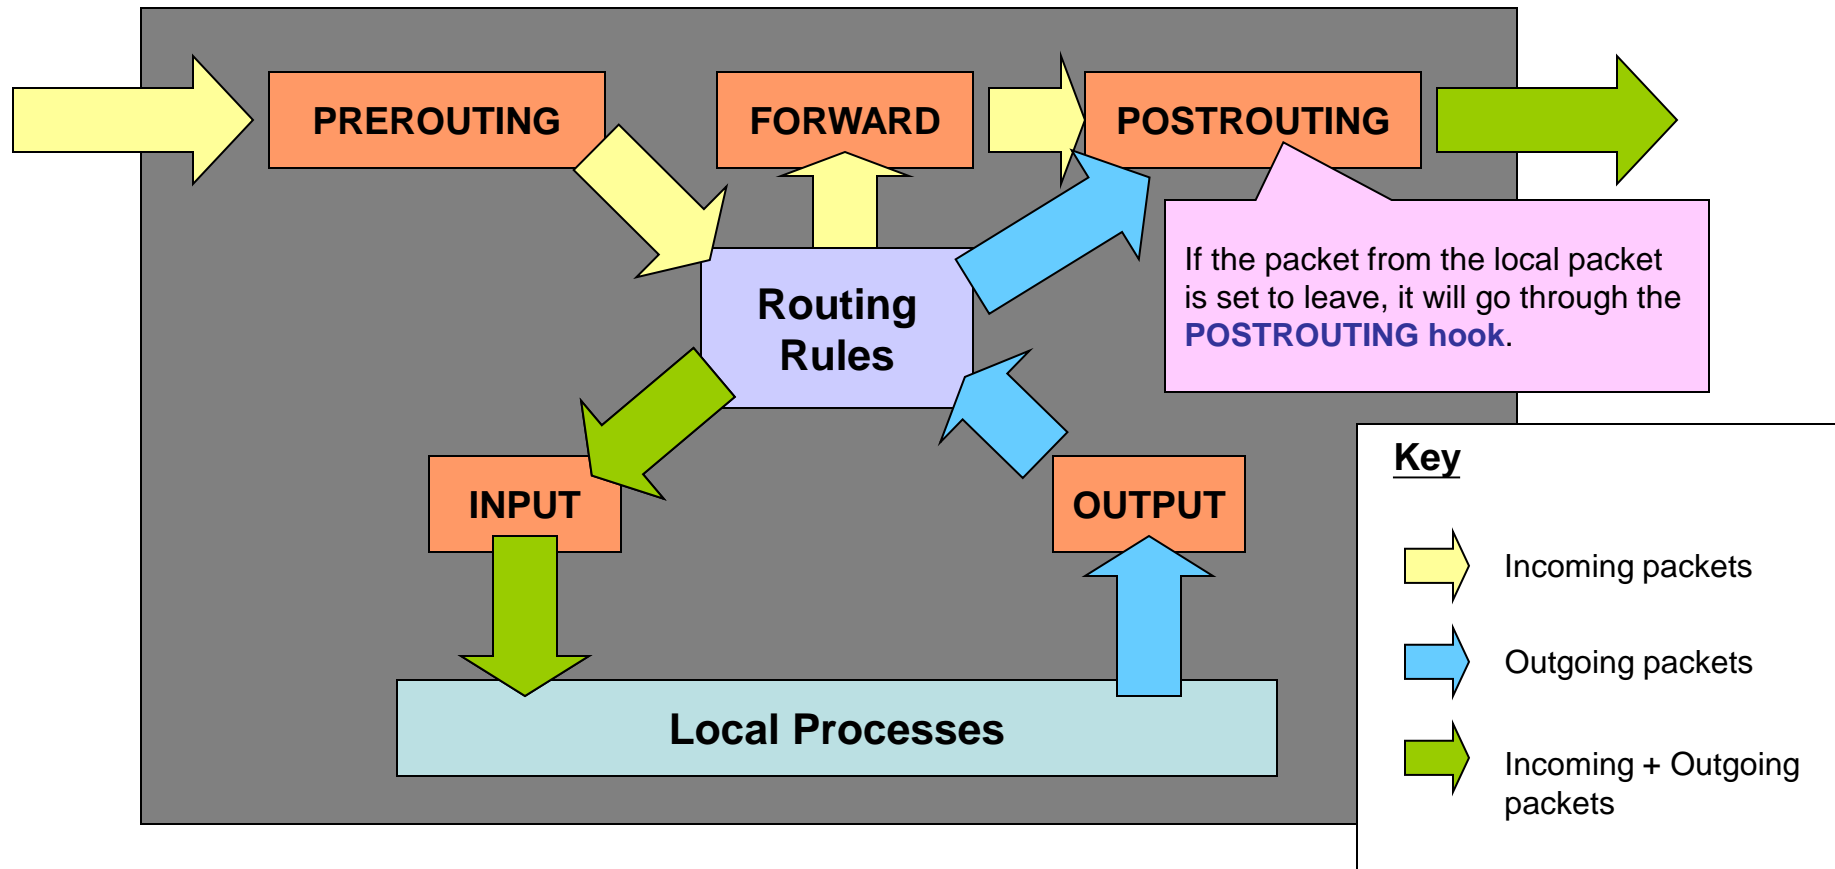 PREROUTING
FORWARD
POSTROUTING
If the packet from the local packet
is set to leave, it will go through the
POSTROUTING hook.
Routing
Rules
INPUT
OUTPUT
Local Processes
Key
Incoming packets
Outgoing packets
Incoming + Outgoing
packets